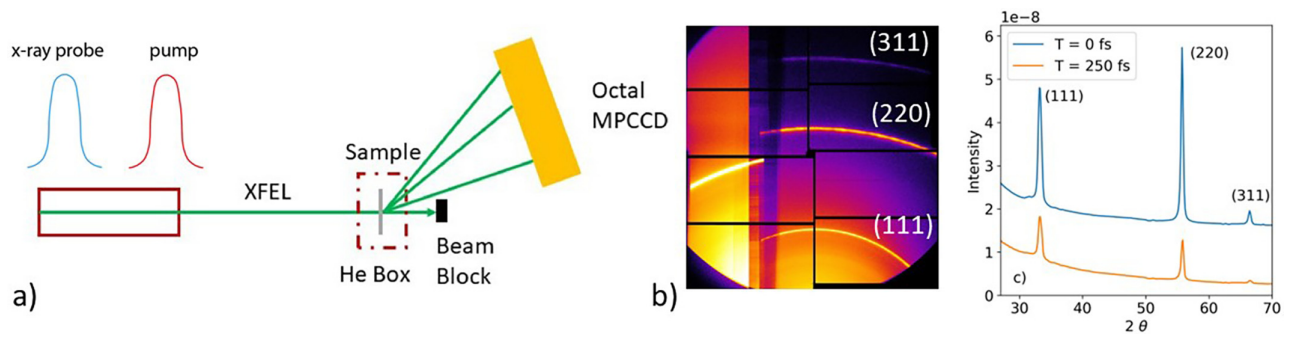 x-ray probe
pump
XFEL
Sample
He Box
Beam
Block
Octal
MPCCD
a)
(311)
(220)
(111)
b)
1e−8
T = 0 fs
T = 250 fs
(111)
(220)
(311)
Intensity
6
5
4
3
2
1
0
c)
30
40
50
60
70
2 θ